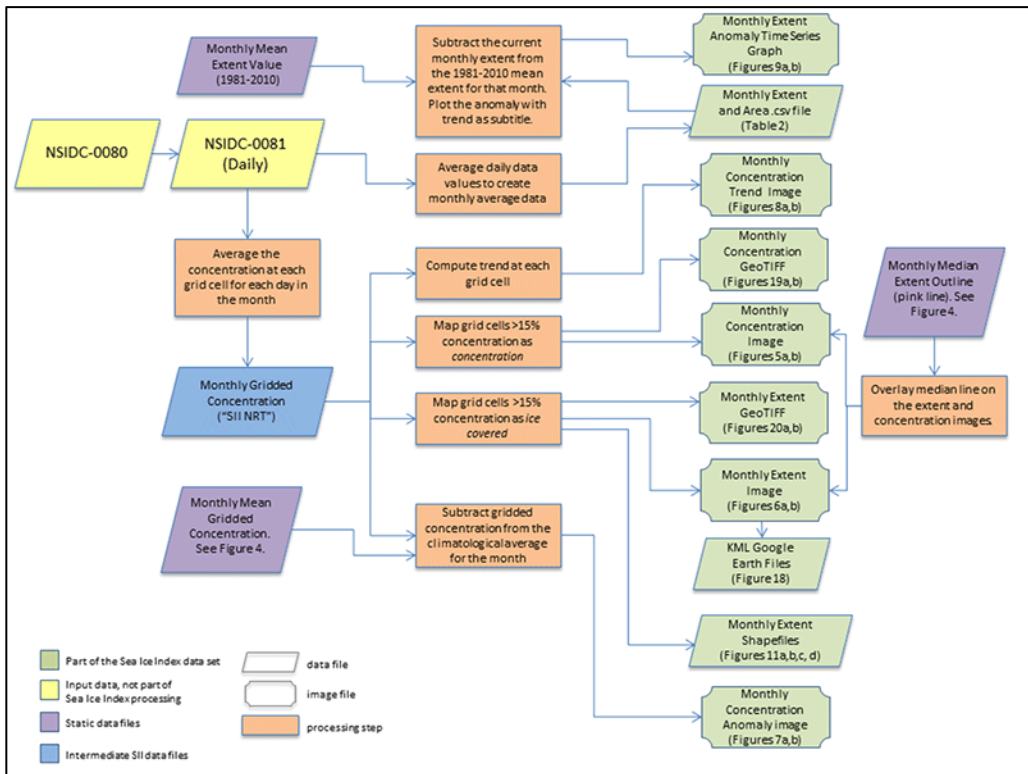 Monthly Mean
Extent Value
(1981-2010)
Subtract the current
monthly extent from
the 1981-2010 mean
extent for that month.
Plot the anomaly with
trend as subtitle.
Monthly Extent
Anomaly Time Series
Graph
(Figures 9a,b)
Monthly Extent
and Area .csv file
(Table 2)
NSIDC-0080
NSIDC-0081
(Daily)
Average daily data
values to create
monthly average data
Monthly
Concentration
Trend Image
(Figures 8a,b)
Average the
concentration at each
grid cell for each day in
the month
Compute trend at each
grid cell
Monthly
Concentration
GeoTIFF
(Figures 19a,b)
Monthly Median
Extent Outline
(pink line). See
Figure 4.
Map grid cells >15%
concentration as
concentration
Monthly
Concentration
Image
(Figures 5a,b)
Monthly Gridded
Concentration
("SII NRT")
Map grid cells >15%
concentration as ice
covered
Monthly Extent
GeoTIFF
(Figures 20a,b)
Overlay median line on
the extent and
concentration images.
Monthly Extent
Image
(Figures 6a,b)
Monthly Mean
Gridded
Concentration.
See Figure 4.
Subtract gridded
concentration from the
climatological average
for the month
KML Google
Earth Files
(Figure 18)
Monthly Extent
Shapefiles
(Figures 11a,b,c, d)
Monthly
Concentration
Anomaly image
(Figures 7a,b)
Part of the Sea Ice Index data set
data file
Input data, not part of
Sea Ice Index processing
image file
Static data files
processing step
Intermediate SII data files